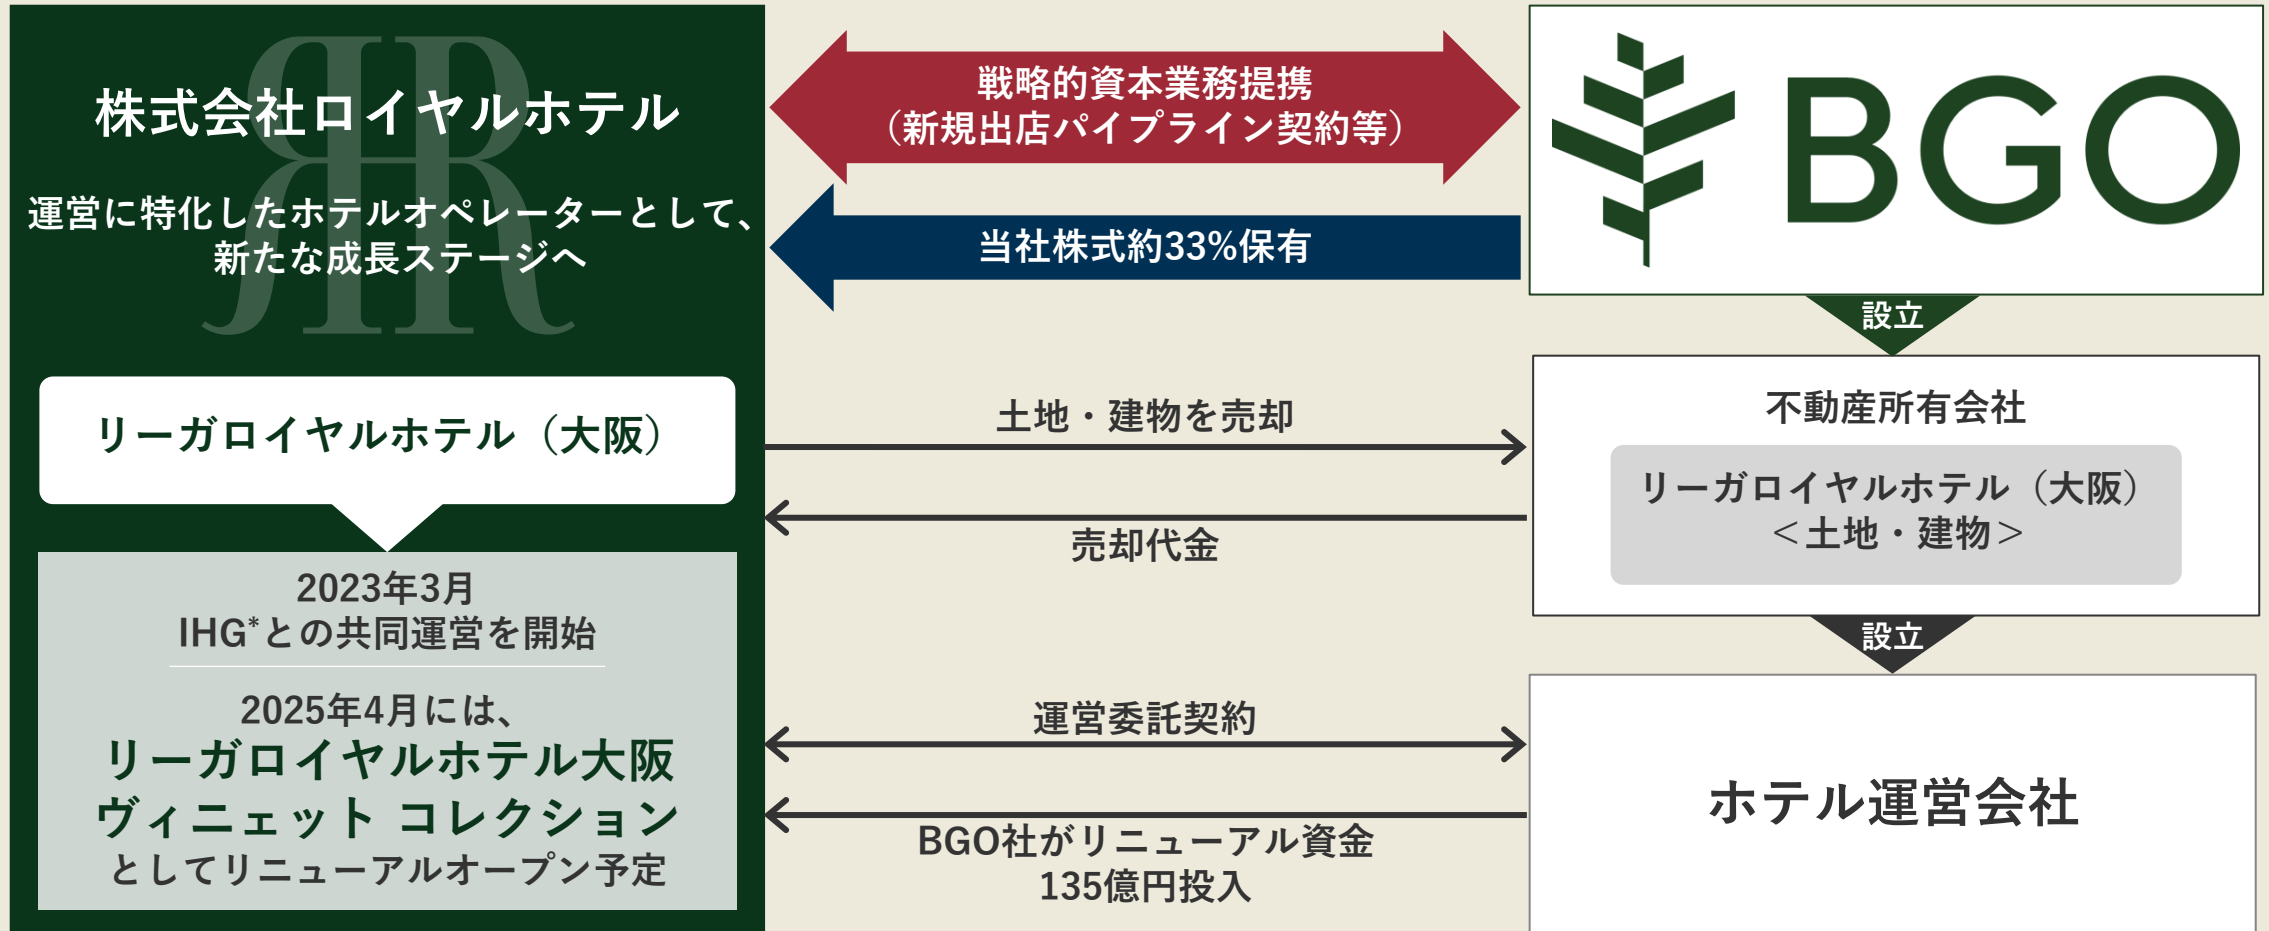 株式会社ロイヤルホテル
運営に特化したホテルオペレーターとして、
新たな成長ステージへ
戦略的資本業務提携
（新規出店パイプライン契約等）
当社株式約33%保有
BGO
設立
リーガロイヤルホテル（大阪）
土地・建物を売却
売却代金
不動産所有会社
リーガロイヤルホテル（大阪）
＜土地・建物＞
設立
2023年3月
IHG*との共同運営を開始
2025年4月には、
リーガロイヤルホテル大阪
ヴィニェット コレクション
としてリニューアルオープン予定
運営委託契約
BGO社がリニューアル資金
135億円投入
ホテル運営会社